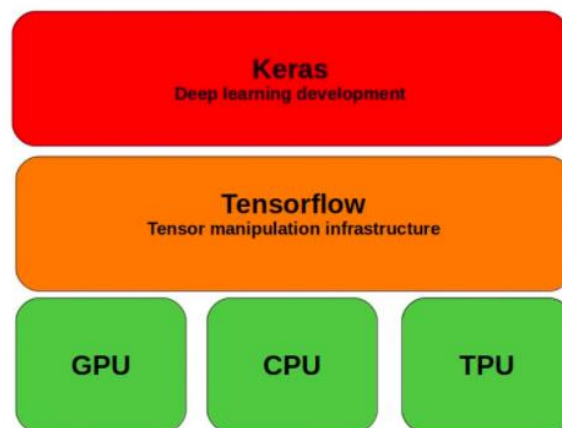 Keras
Deep learning development
Tensorflow
Tensor manipulation infrastructure
GPU
CPU
TPU